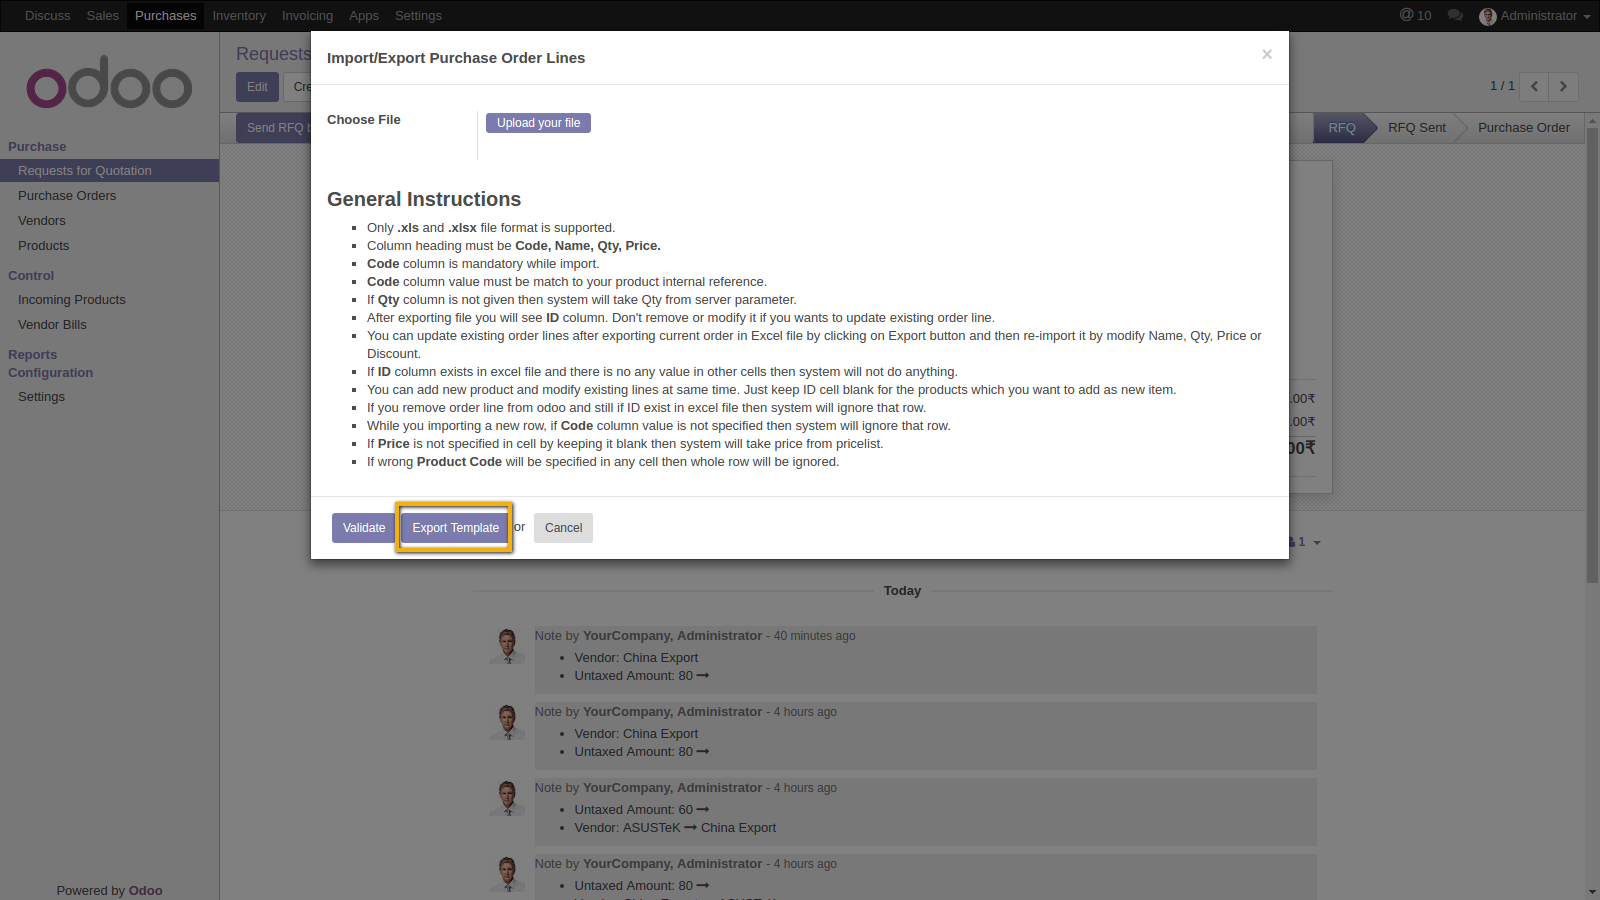 Discuss Sales Purchases Inventory Invoicing Apps Settings @ 10 Administrator
odoo
Requests
Edit
1 / 1
RFQ RFQ Sent Purchase Order
Purchase
Requests for Quotation
Purchase Orders
Vendors
Products
Control
Incoming Products
Vendor Bills
Reports
Configuration
Settings
Powered by Odoo
Import/Export Purchase Order Lines ×
Choose File Upload your file
General Instructions
Only .xls and .xlsx file format is supported.
Column heading must be Code, Name, Qty, Price.
Code column is mandatory while import.
Code column value must be match to your product internal reference.
If Qty column is not given then system will take Qty from server parameter.
After exporting file you will see ID column. Don't remove or modify it if you wants to update existing order line.
You can update existing order lines after exporting current order in Excel file by clicking on Export button and then re-import it by modify Name, Qty, Price or
Discount.
If ID column exists in excel file and there is no any value in other cells then system will not do anything.
You can add new product and modify existing lines at same time. Just keep ID cell blank for the products which you want to add as new item.
If you remove order line from odoo and still if ID exist in excel file then system will ignore that row.
While you importing a new row, if Code column value is not specified then system will ignore that row.
If Price is not specified in cell by keeping it blank then system will take price from pricelist.
If wrong Product Code will be specified in any cell then whole row will be ignored.
Validate Export Template or Cancel
Send RFQ
.00₹
.00₹
00₹
1
Today
Note by YourCompany, Administrator - 40 minutes ago
Vendor: China Export
Untaxed Amount: 80 →
Note by YourCompany, Administrator - 4 hours ago
Vendor: China Export
Untaxed Amount: 80 →
Note by YourCompany, Administrator - 4 hours ago
Untaxed Amount: 60 →
Vendor: ASUSTeK → China Export
Note by YourCompany, Administrator - 4 hours ago
Untaxed Amount: 80 →